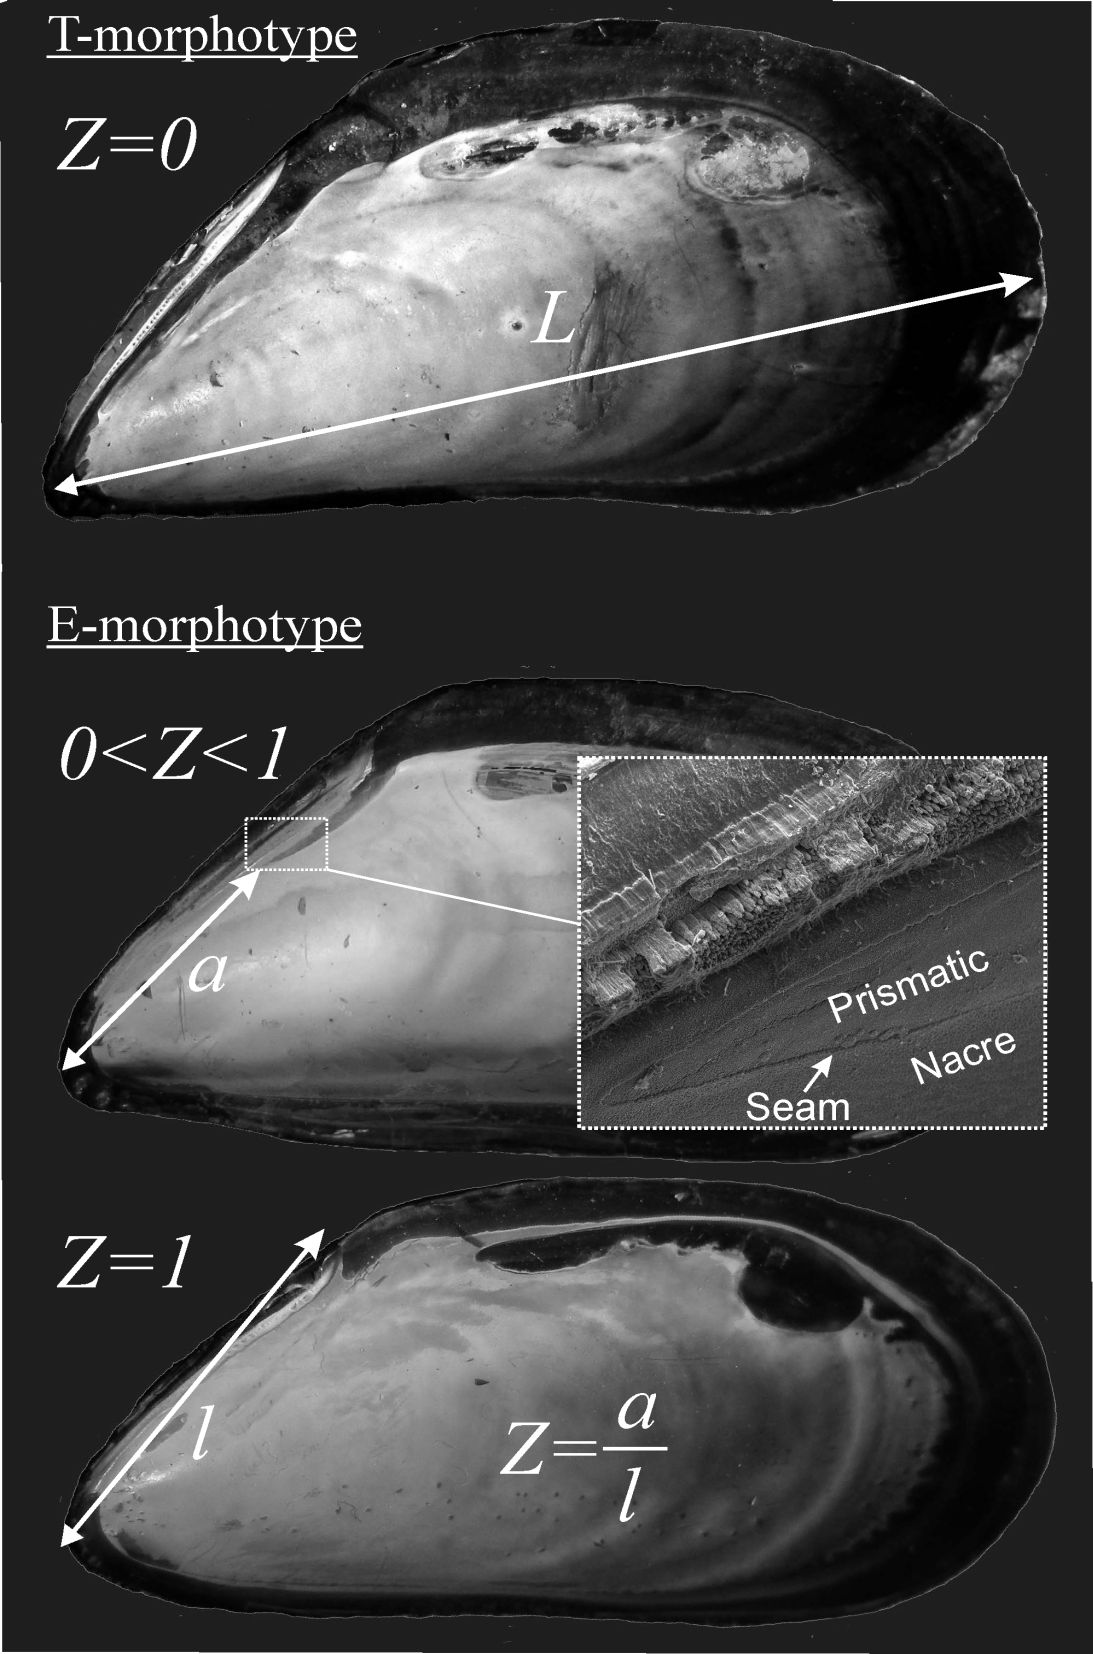 T-morphotype
Z=0
L
E-morphotype
0<Z<1
a
Prismatic
Nacre
Seam
Z=1
l
Z=a/l